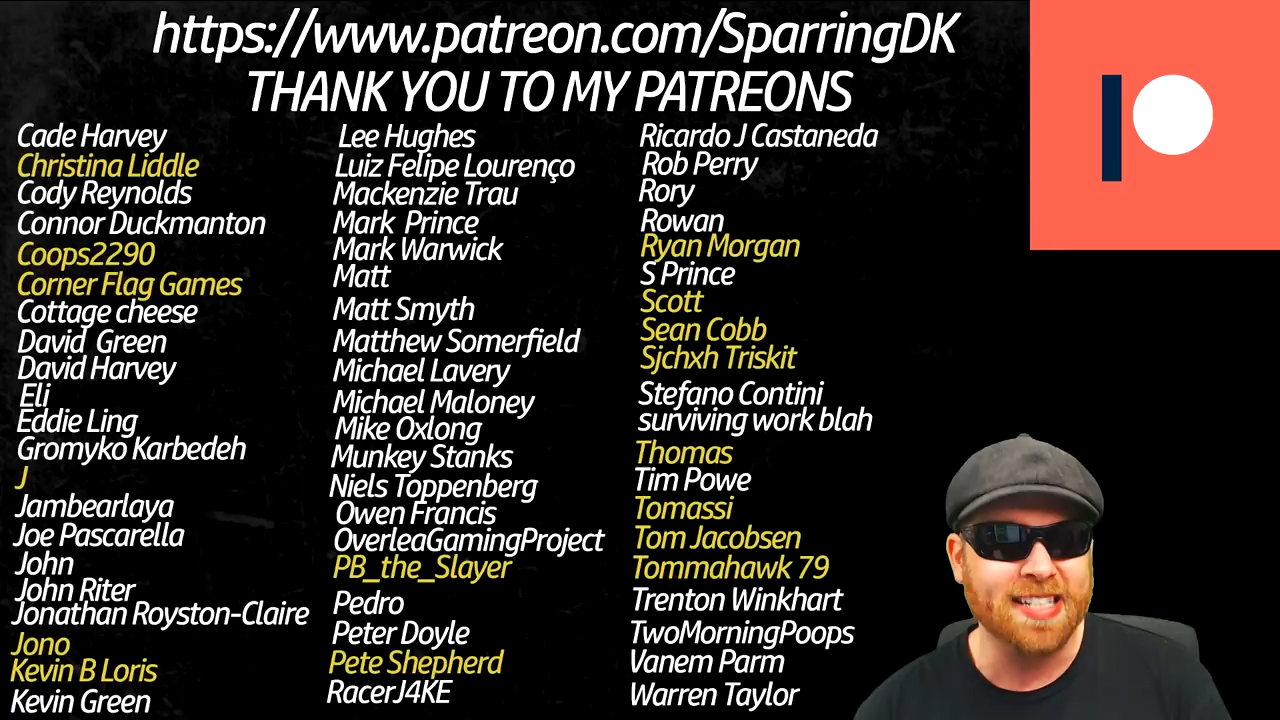 https://www.patreon.com/SparringDK
THANK YOU TO MY PATREONS
Cade Harvey
Christina Liddle
Cody Reynolds
Connor Duckmanton
Coops2290
Corner Flag Games
Cottage cheese
David  Green
David Harvey
Eli
Eddie Ling
Gromyko Karbedeh
J
Jambearlaya
Joe Pascarella
John
John Riter
Jonathan Royston-Claire
Jono
Kevin B Loris
Kevin Green
Lee Hughes
Luiz Felipe Lourenço
Mackenzie Trau
Mark  Prince
Mark Warwick
Matt
Matt Smyth
Matthew Somerfield
Michael Lavery
Michael Maloney
Mike Oxlong
Munkey Stanks
Niels Toppenberg
Owen Francis
OverleaGamingProject
PB_the_Slayer
Pedro
Peter Doyle
Pete Shepherd
RacerJ4KE
Ricardo J Castaneda
Rob Perry
Rory
Rowan
Ryan Morgan
S Prince
Scott
Sean Cobb
Sjchxh Triskit
Stefano Contini
surviving work blah
Thomas
Tim Powe
Tomassi
Tom Jacobsen
Tommahawk 79
Trenton Winkhart
TwoMorningPoops
Vanem Parm
Warren Taylor